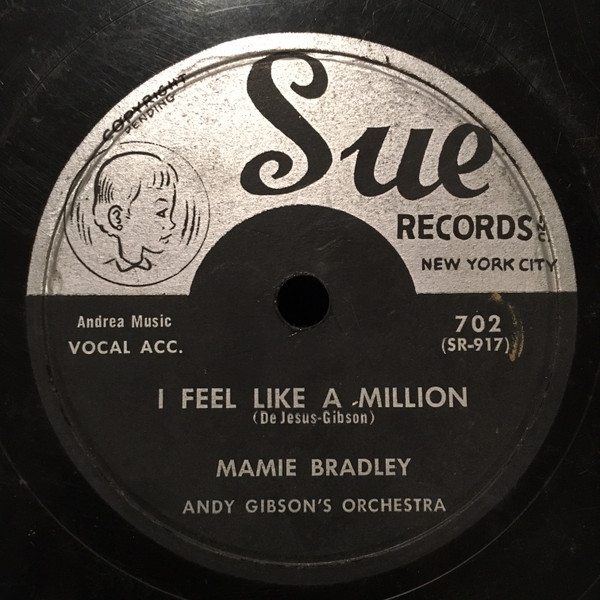 COPYRIGHT
PENDING
Sue
RECORDS INC
NEW YORK CITY
Andrea Music
VOCAL ACC.
702
(SR-917)
I FEEL LIKE A MILLION
(De Jesus-Gibson)
MAMIE BRADLEY
ANDY GIBSON'S ORCHESTRA